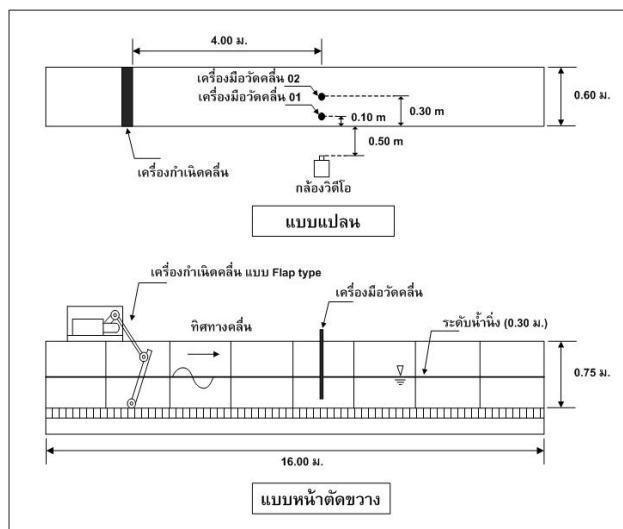 4.00 ม.
เครื่องมือวัดคลื่น 02
เครื่องมือวัดคลื่น 01
0.60 ม.
0.30 m
0.10 m
0.50 m
เครื่องกำเนิดคลื่น
กล้องวิดีโอ
แบบแปลน
เครื่องกำเนิดคลื่น แบบ Flap type
เครื่องมือวัดคลื่น
ทิศทางคลื่น
ระดับน้ำนิ่ง (0.30 ม.)
0.75 ม.
16.00 ม.
แบบหน้าตัดขวาง